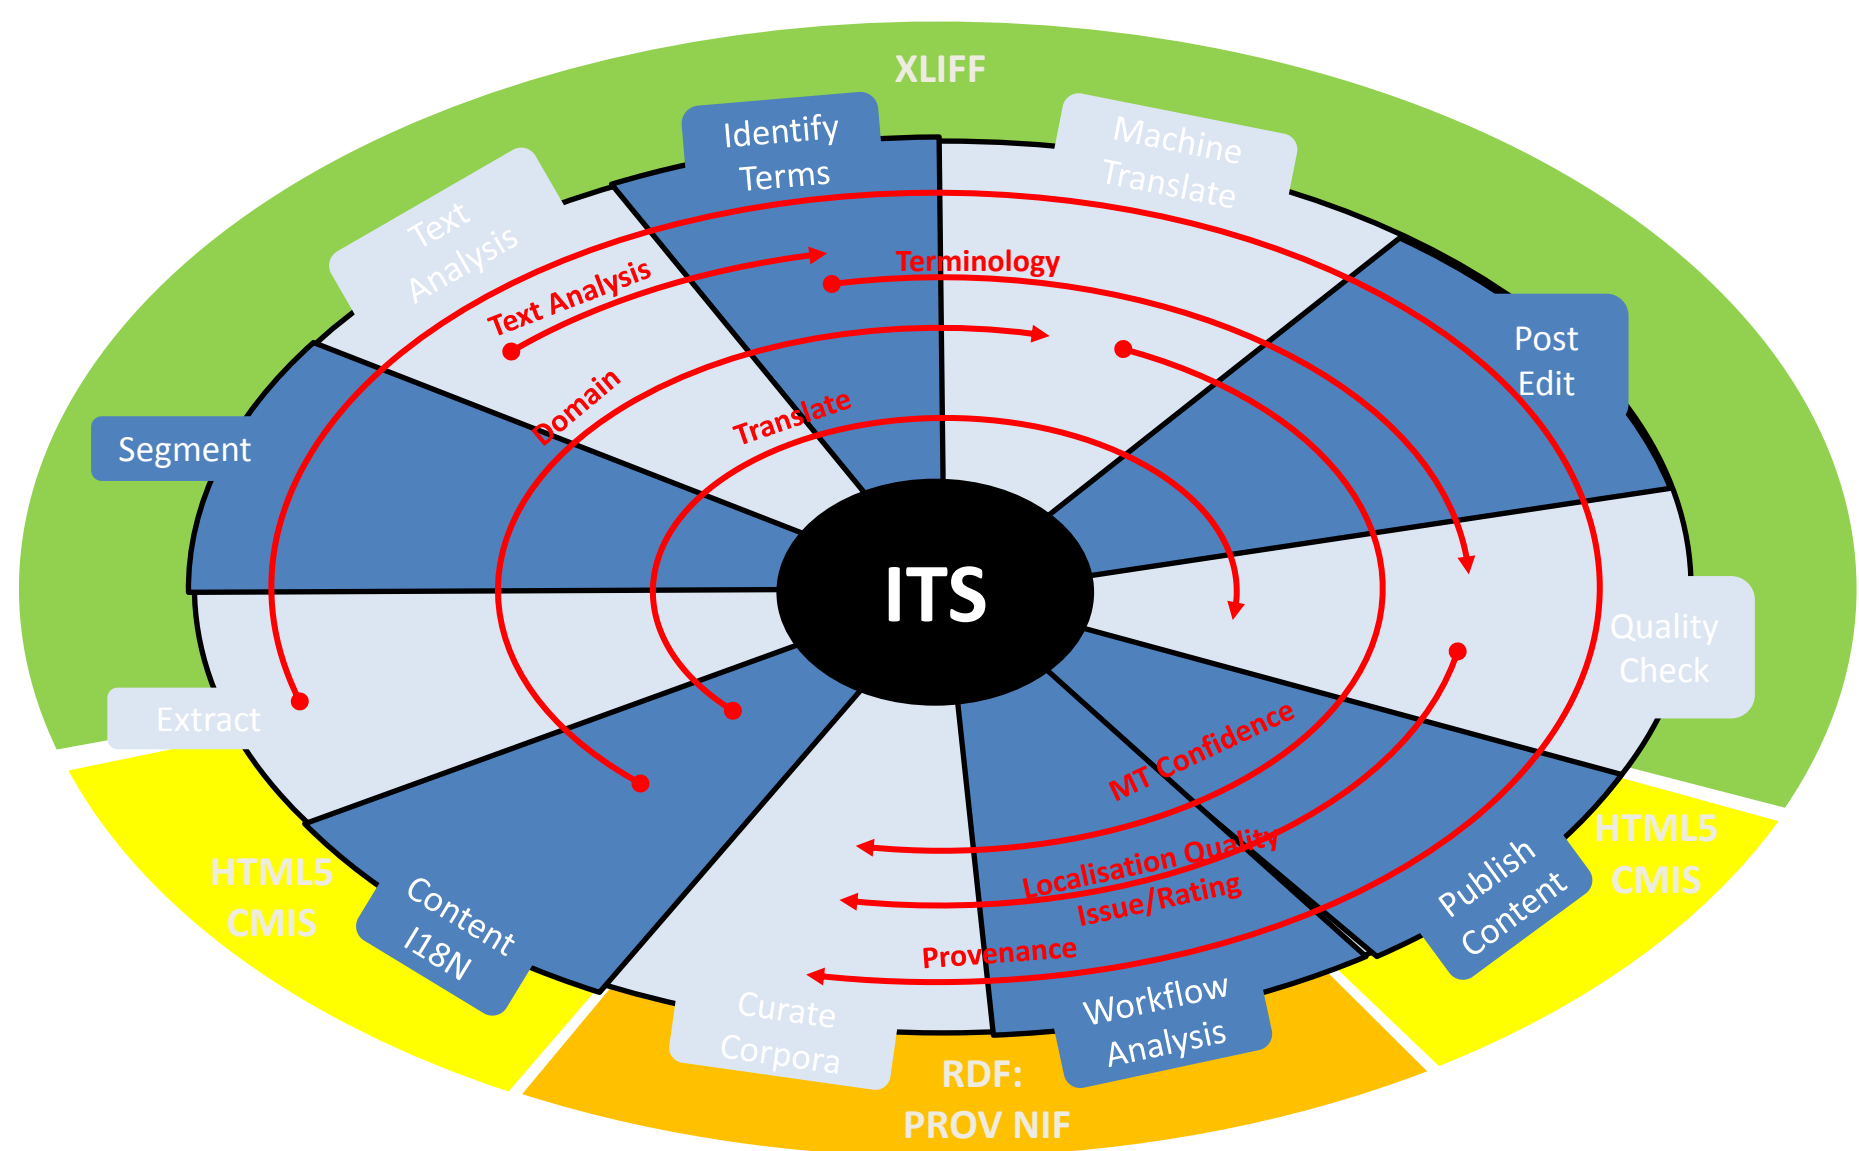 XLIFF
Identify
Terms
Machine
Translate
Text
Analysis
Terminology
Text Analysis
Post
Edit
Domain
Translate
Segment
ITS
Quality
Check
Extract
MT Confidence
HTML5
CMIS
Localisation Quality
Issue/Rating
HTML5
CMIS
Publish
Content
Content
I18N
Provenance
Curate
Corpora
Workflow
Analysis
RDF:
PROV NIF